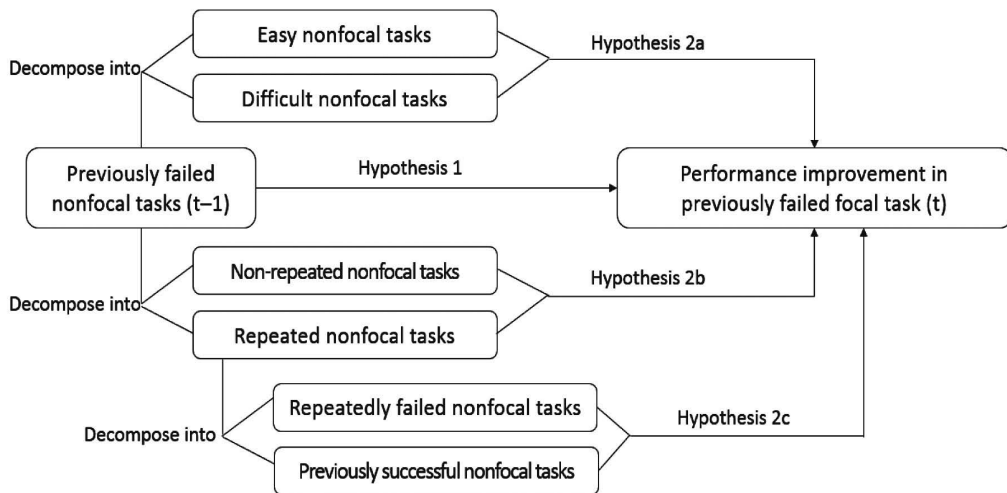 Easy nonfocal tasks
Hypothesis 2a
Decompose into
Difficult nonfocal tasks
Previously failed
nonfocal tasks (t–1)
Hypothesis 1
Performance improvement in
previously failed focal task (t)
Non-repeated nonfocal tasks
Hypothesis 2b
Decompose into
Repeated nonfocal tasks
Repeatedly failed nonfocal tasks
Hypothesis 2c
Decompose into
Previously successful nonfocal tasks